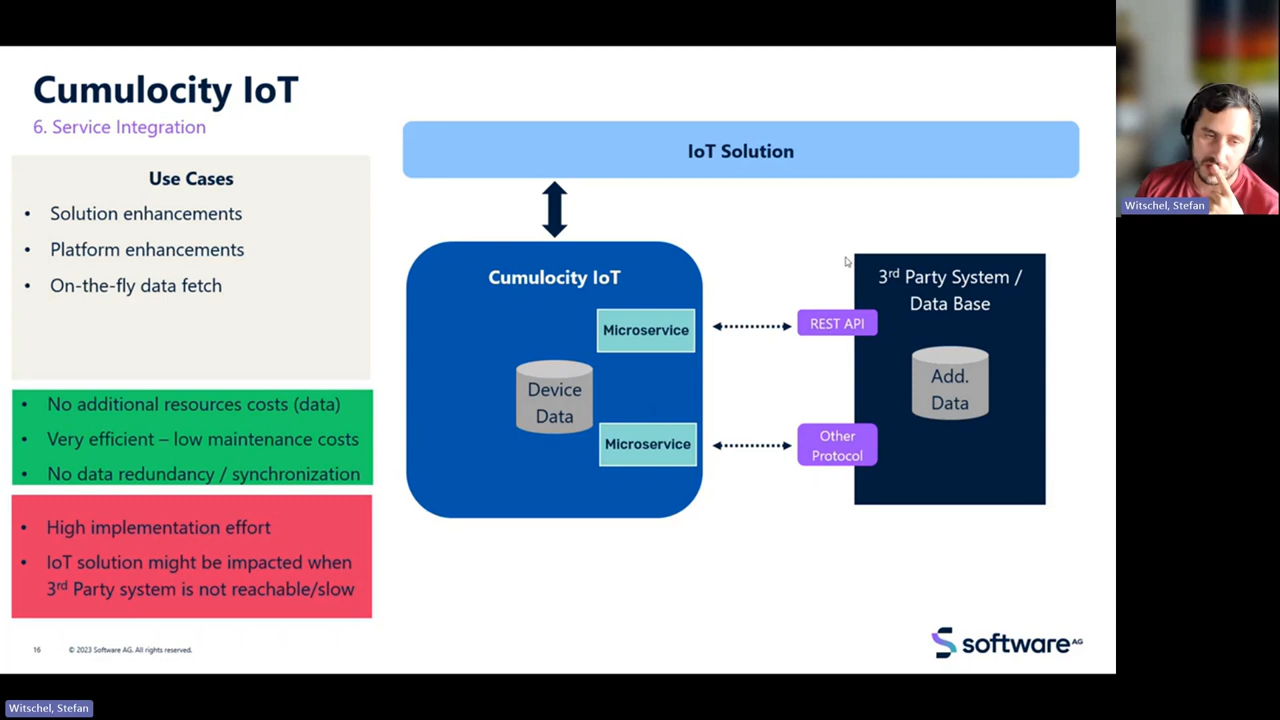 Cumulocity IoT
6. Service Integration
Use Cases
• Solution enhancements
• Platform enhancements
• On-the-fly data fetch
• No additional resources costs (data)
• Very efficient – low maintenance costs
• No data redundancy / synchronization
• High implementation effort
• IoT solution might be impacted when
3rd Party system is not reachable/slow
IoT Solution
Cumulocity IoT
Microservice
Device
Data
Microservice
REST API
Other
Protocol
3rd Party System /
Data Base
Add.
Data
16
© 2023 Software AG. All rights reserved.
software AG
Witschel, Stefan
Witschel, Stefan